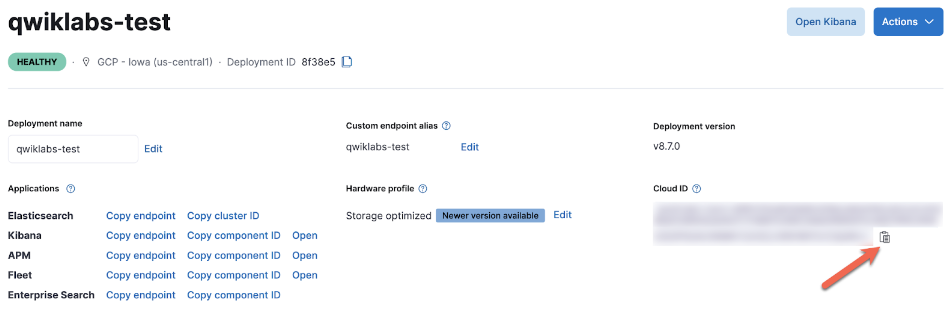 qwiklabs-test
Open Kibana
Actions
HEALTHY · GCP - Iowa (us-central1) · Deployment ID 8f38e5
Deployment name
qwiklabs-test Edit
Custom endpoint alias
qwiklabs-test Edit
Deployment version
v8.7.0
Applications
Elasticsearch Copy endpoint Copy cluster ID
Kibana Copy endpoint Copy component ID Open
APM Copy endpoint Copy component ID Open
Fleet Copy endpoint Copy component ID Open
Enterprise Search Copy endpoint Copy component ID
Hardware profile
Storage optimized Newer version available Edit
Cloud ID